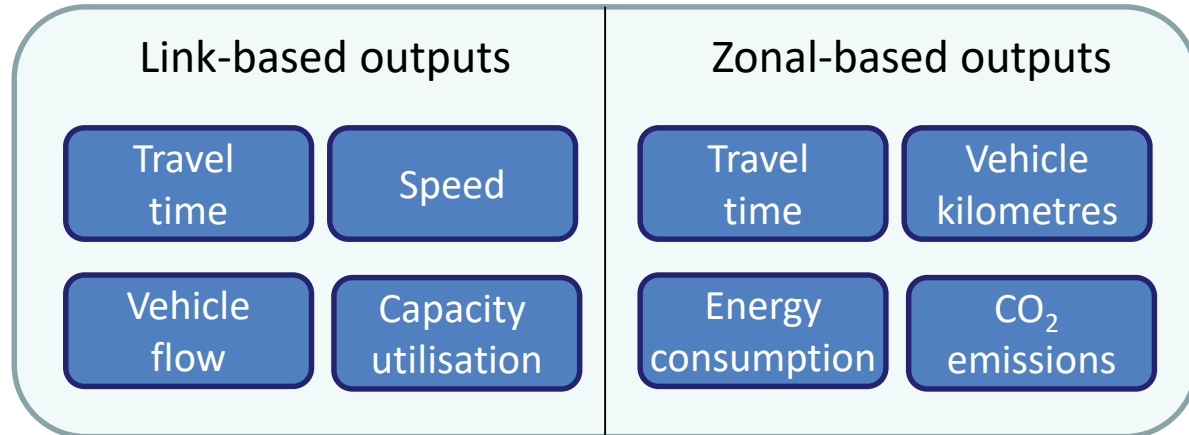 Link-based outputs
Travel
time
Speed
Vehicle
flow
Capacity
utilisation
Zonal-based outputs
Travel
time
Vehicle
kilometres
Energy
consumption
CO₂
emissions